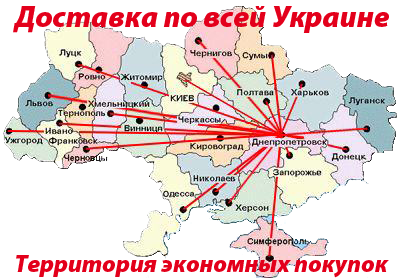 Доставка по всей Украине
Чернигов
Сумы
Луцк
Ровно
Житомир
КИЕВ
Харьков
Полтава
Львов
Хмельницкий
Тернополь
Черкассы
Луганск
Винница
Ивано
Франковск
Ужгород
Черновцы
Кировоград
Днепропетровск
Донецк
Николаев
Запорожье
Одесса
Херсон
Симферополь
Территория экономных покупок